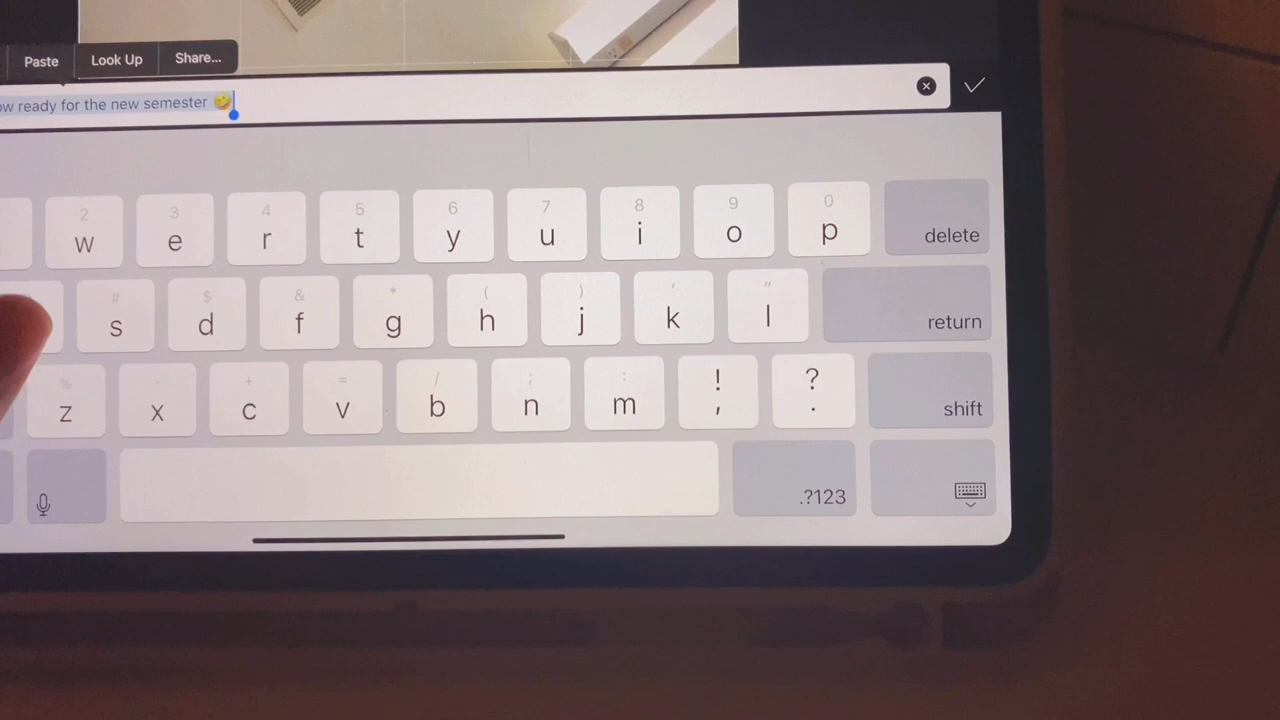 Paste Look Up Share...
ow ready for the new semester 🤪
2 3 4 5 6 7 8 9 0
w e r t y u i o p delete
# $ & * ( ) ' "
s d f g h j k l return
% - + = / ; : ! ?
z x c v b n m , . shift
.?123